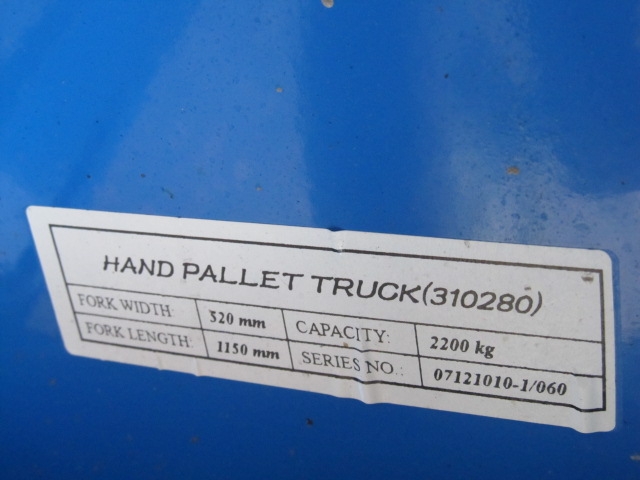 HAND PALLET TRUCK(310280)
FORK WIDTH: 520 mm CAPACITY: 2200 kg
FORK LENGTH: 1150 mm SERIES NO.: 07121010-1/060